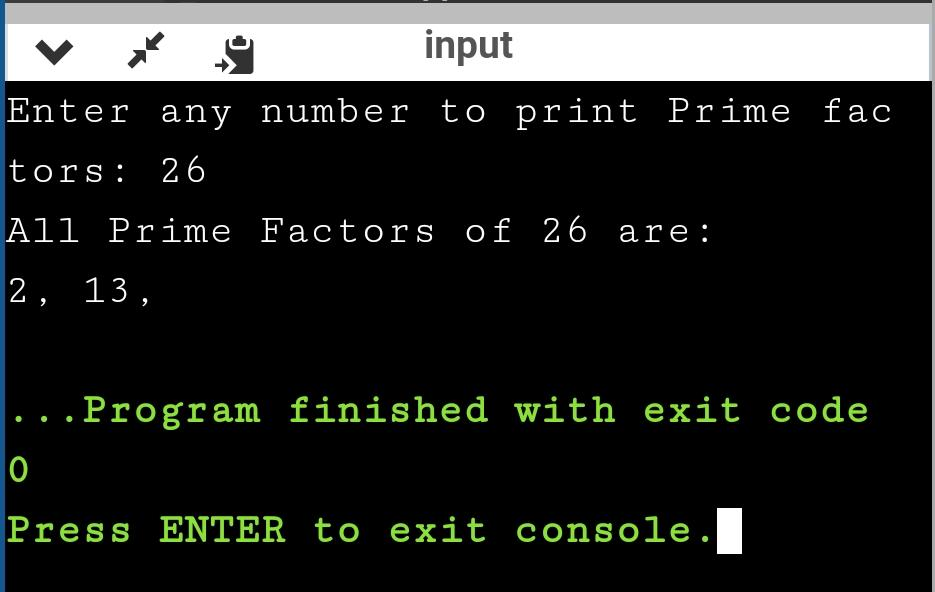 input
Enter any number to print Prime fac
tors: 26
All Prime Factors of 26 are:
2, 13,
...Program finished with exit code
0
Press ENTER to exit console.